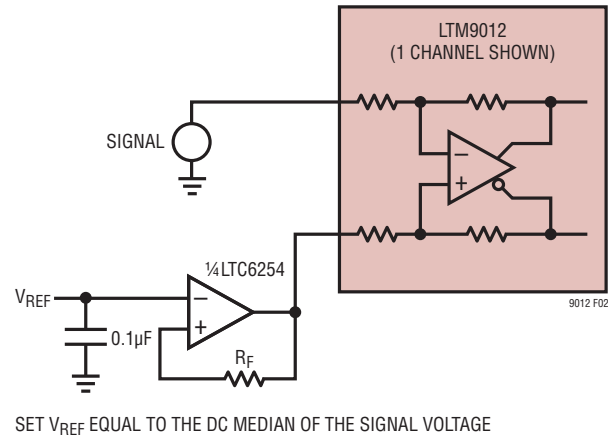 LTM9012
(1 CHANNEL SHOWN)
SIGNAL
−
+
¼LTC6254
VREF
−
+
0.1µF
RF
9012 F02
SET VREF EQUAL TO THE DC MEDIAN OF THE SIGNAL VOLTAGE